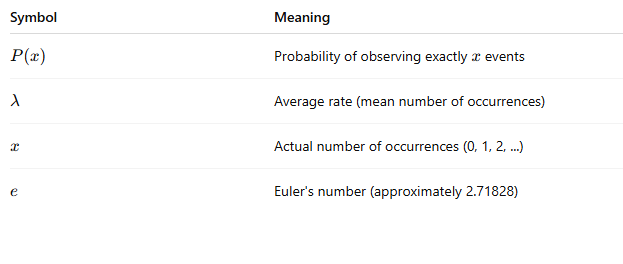 Symbol Meaning
P(x) Probability of observing exactly x events
λ Average rate (mean number of occurrences)
x Actual number of occurrences (0, 1, 2, ...)
e Euler's number (approximately 2.71828)